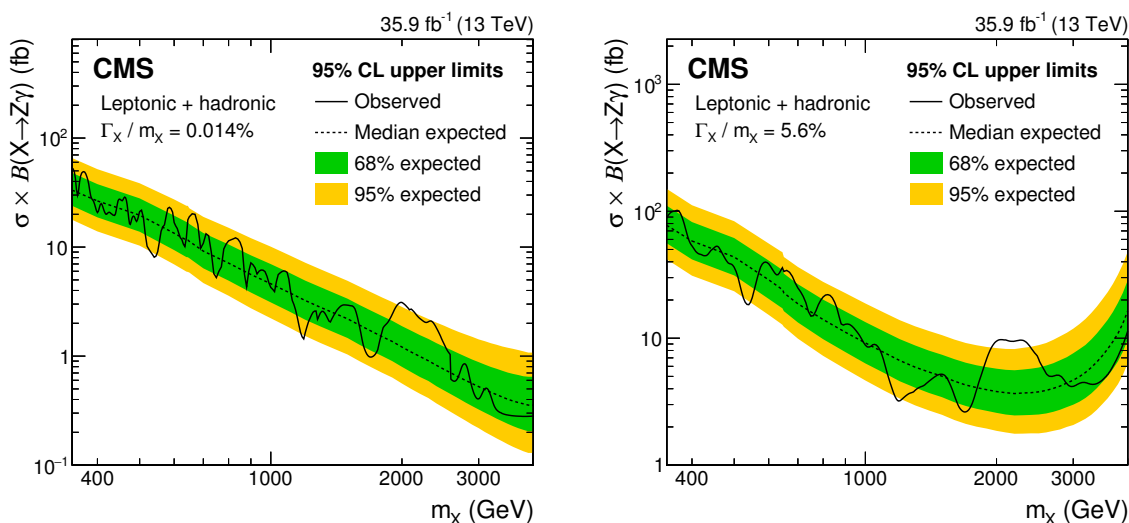 35.9 fb⁻¹ (13 TeV)
CMS
95% CL upper limits
Leptonic + hadronic
Γ_X / m_X = 0.014%
Observed
Median expected
68% expected
95% expected
σ × B(X→Zγ) (fb)
10²
10
1
10⁻¹
400
1000
2000
3000
m_X (GeV)
35.9 fb⁻¹ (13 TeV)
CMS
95% CL upper limits
Leptonic + hadronic
Γ_X / m_X = 5.6%
Observed
Median expected
68% expected
95% expected
σ × B(X→Zγ) (fb)
10³
10²
10
1
400
1000
2000
3000
m_X (GeV)